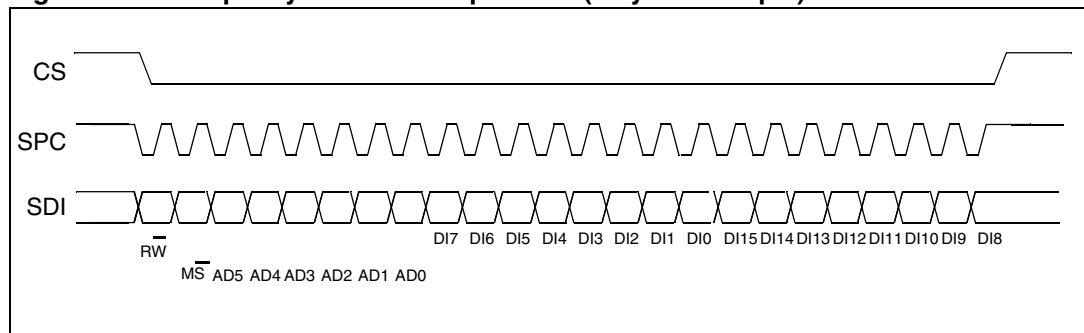 CS
SPC
SDI
RW
DI7 DI6 DI5 DI4 DI3 DI2 DI1 DI0 DI15 DI14 DI13 DI12 DI11 DI10 DI9 DI8
MS AD5 AD4 AD3 AD2 AD1 AD0